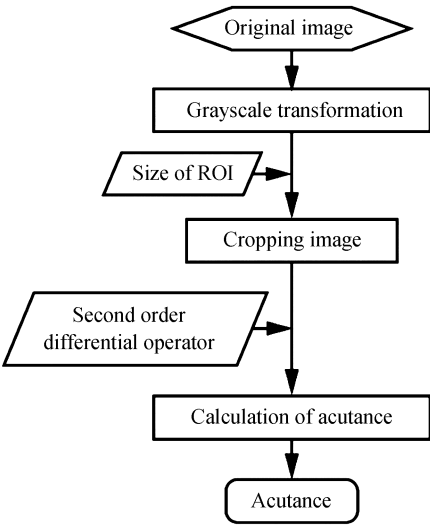 Original image
Grayscale transformation
Size of ROI
Cropping image
Second order
differential operator
Calculation of acutance
Acutance